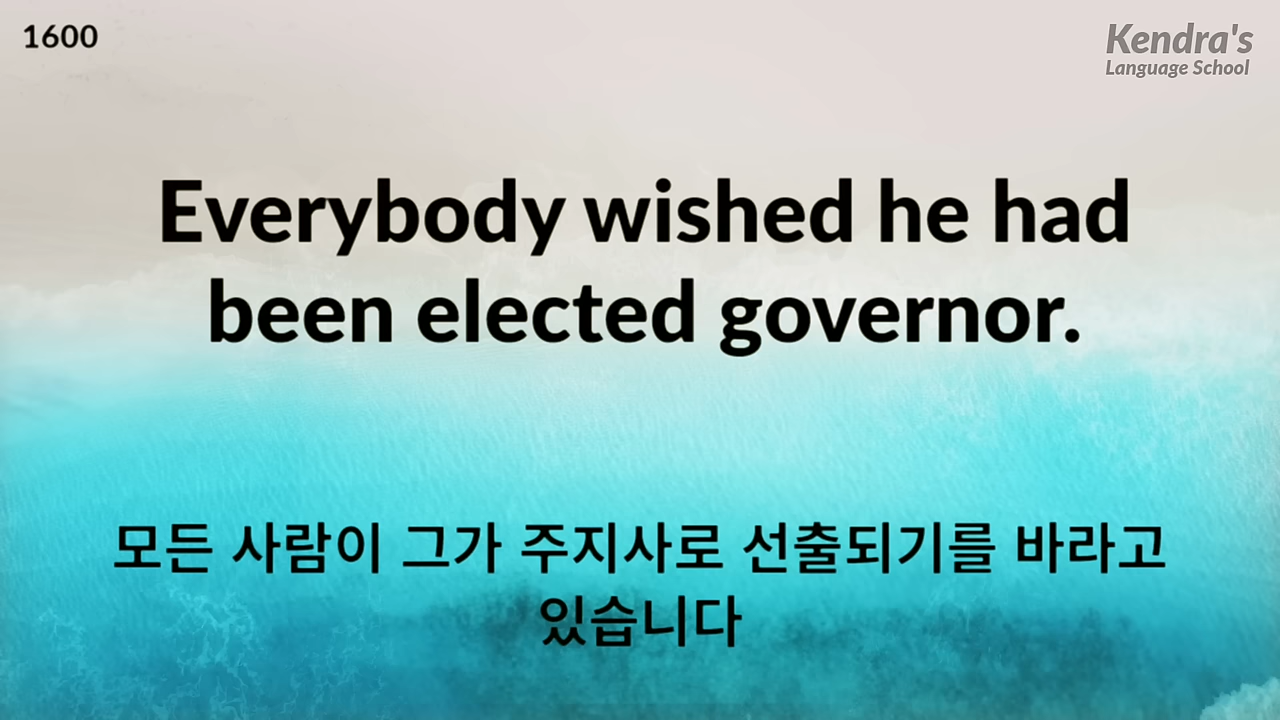 1600
Kendra's
Language School
Everybody wished he had
been elected governor.
모든 사람이 그가 주지사로 선출되기를 바라고
있습니다